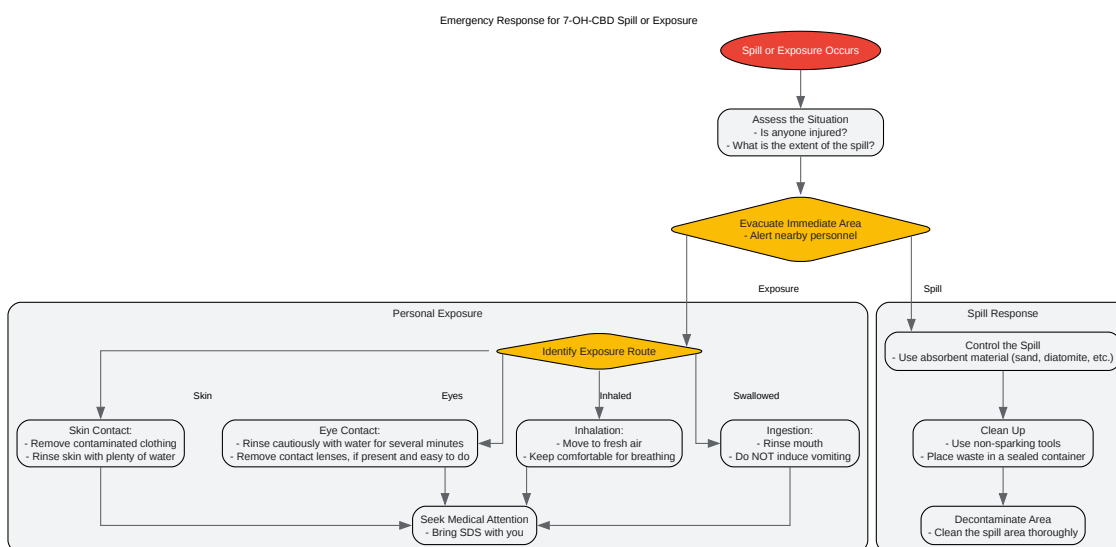 Emergency Response for 7-OH-CBD Spill or Exposure
Spill or Exposure Occurs
Assess the Situation
- Is anyone injured?
- What is the extent of the spill?
Evacuate Immediate Area
- Alert nearby personnel
Exposure
Spill
Personal Exposure
Identify Exposure Route
Skin
Eyes
Inhaled
Swallowed
Skin Contact:
- Remove contaminated clothing
- Rinse skin with plenty of water
Eye Contact:
- Rinse cautiously with water for several minutes
- Remove contact lenses, if present and easy to do
Inhalation:
- Move to fresh air
- Keep comfortable for breathing
Ingestion:
- Rinse mouth
- Do NOT induce vomiting
Seek Medical Attention
- Bring SDS with you
Spill Response
Control the Spill
- Use absorbent material (sand, diatomite, etc.)
Clean Up
- Use non-sparking tools
- Place waste in a sealed container
Decontaminate Area
- Clean the spill area thoroughly